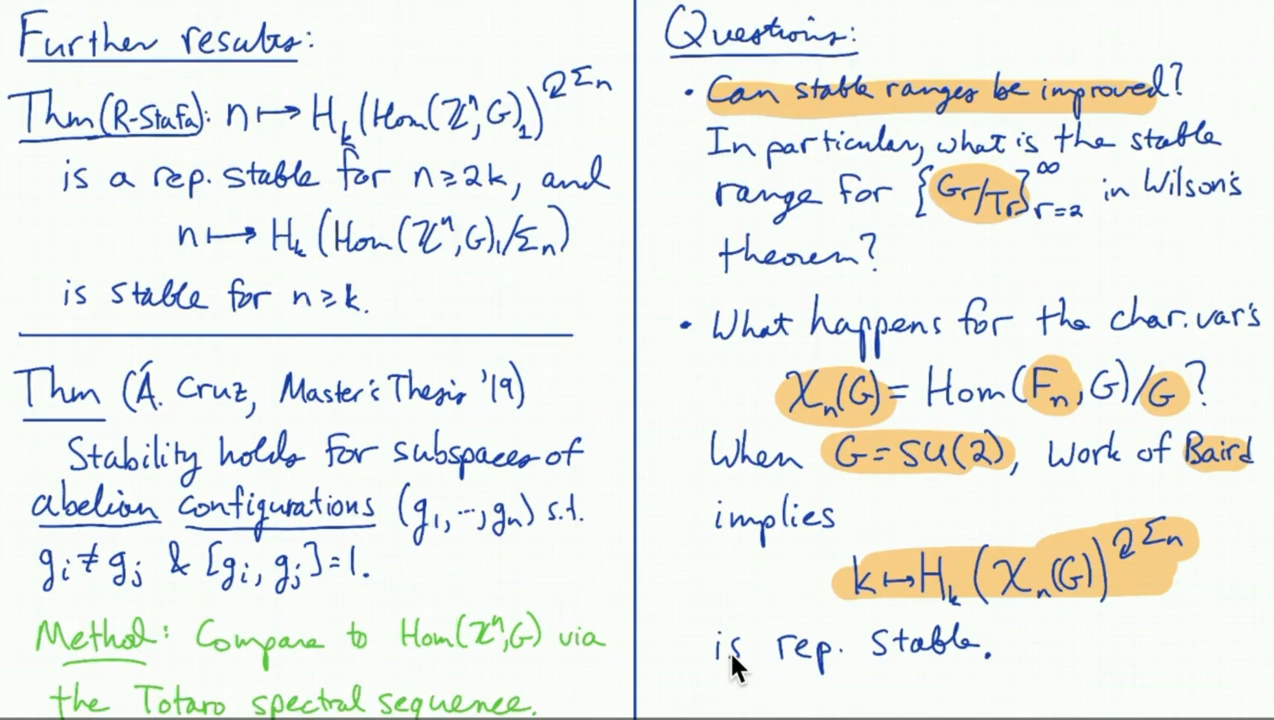 Further results:
Thm (R-Stafa): n ↦ H_k (Hom(ℤ^n, G)_1)^{↻Σ_n}
is a rep. stable for n ≥ 2k, and
n ↦ H_k (Hom(ℤ^n, G)_1/Σ_n)
is stable for n ≥ k.
Thm (Á. Cruz, Master's Thesis '19)
Stability holds for subspaces of
abelian configurations (g_1, ..., g_n) s.t.
g_i ≠ g_j & [g_i, g_j] = 1.
Method: Compare to Hom(ℤ^n, G) via
the Totaro spectral sequence.
Questions:
• Can stable ranges be improved?
In particular, what is the stable
range for {G_r/T_r}_{r=2}^∞ in Wilson's
theorem?
• What happens for the char. var's
X_n(G) = Hom(F_n, G)/G?
When G = SU(2), work of Baird
implies
k ↦ H_k (X_n(G))^{↻Σ_n}
is rep. stable.